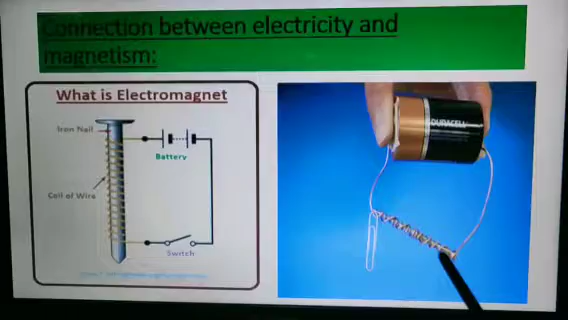 Connection between electricity and
magnetism:
What is Electromagnet
Iron Nail
Battery
Coil of Wire
Switch
DURACELL